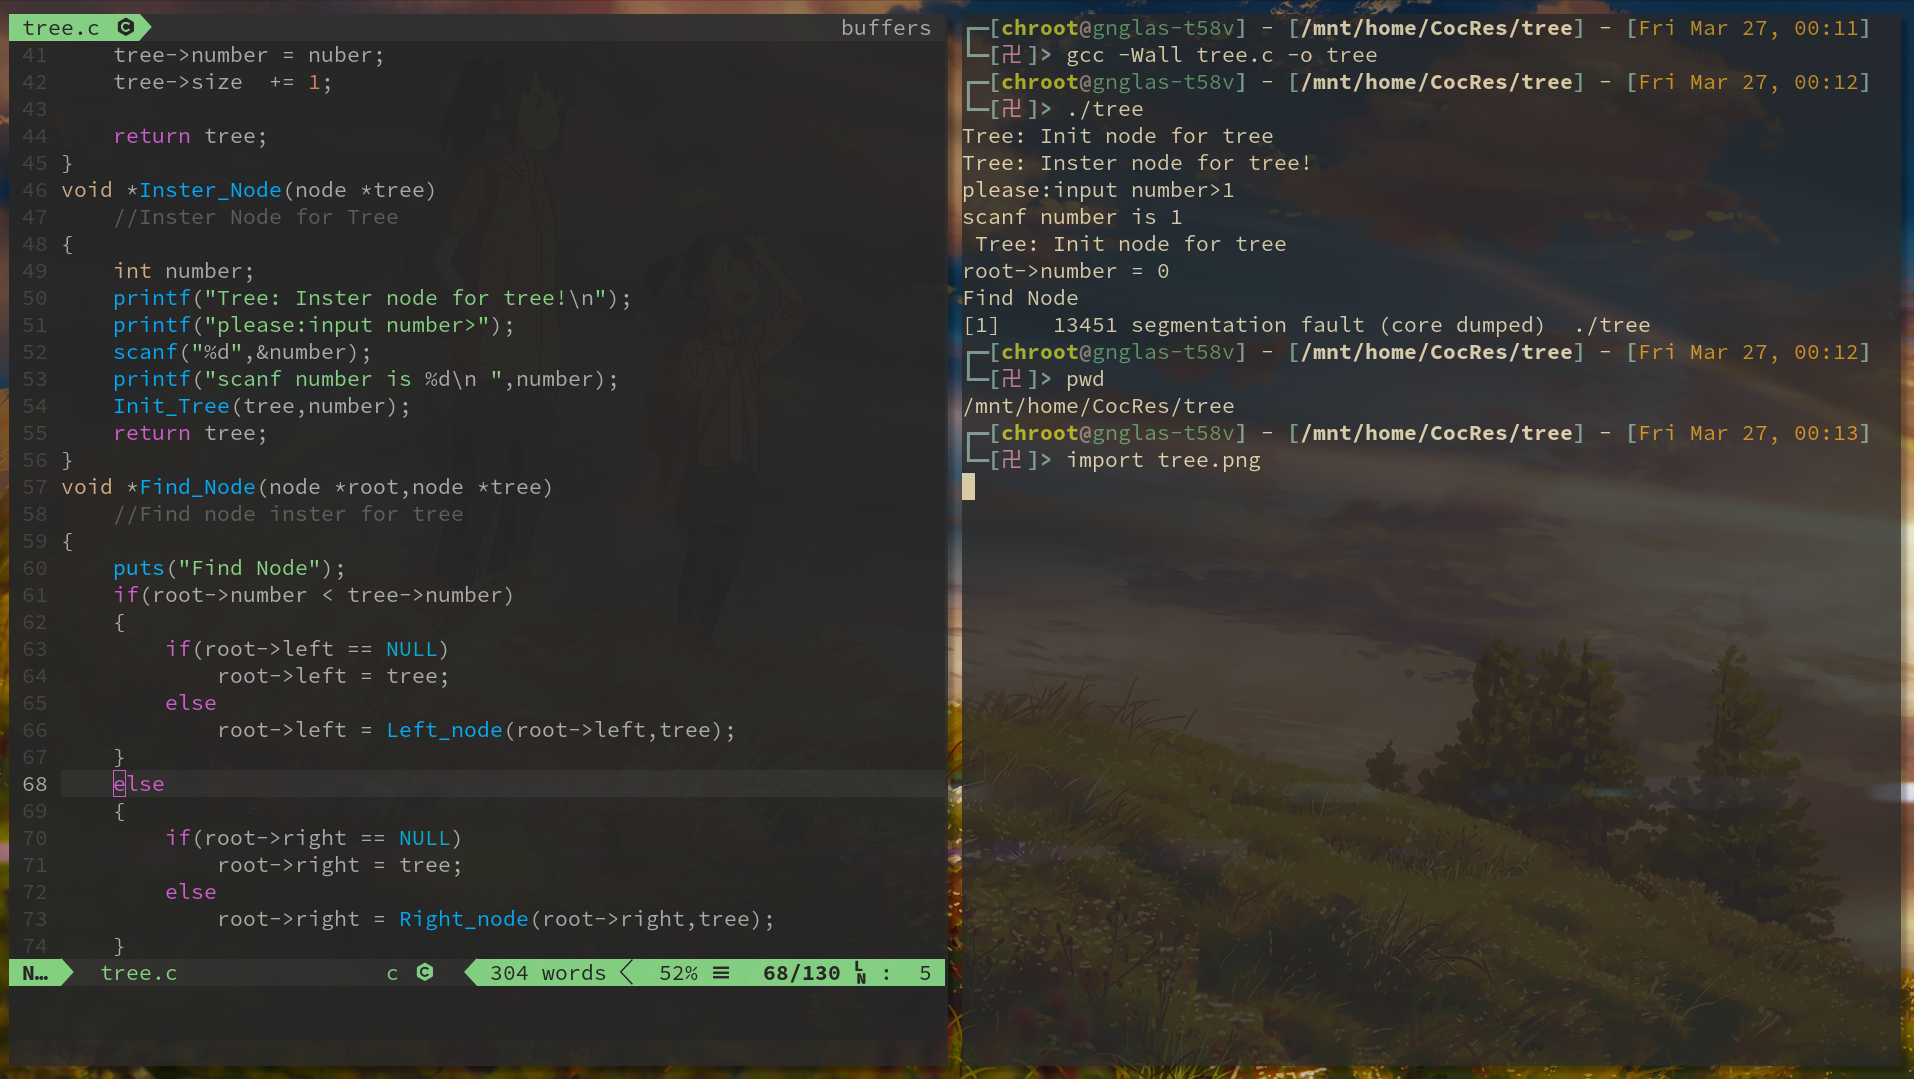 tree.c buffers
41 tree->number = nuber;
42 tree->size  += 1;
43
44 return tree;
45 }
46 void *Inster_Node(node *tree)
47 //Inster Node for Tree
48 {
49 int number;
50 printf("Tree: Inster node for tree!\n");
51 printf("please:input number>");
52 scanf("%d",&number);
53 printf("scanf number is %d\n ",number);
54 Init_Tree(tree,number);
55 return tree;
56 }
57 void *Find_Node(node *root,node *tree)
58 //Find node inster for tree
59 {
60 puts("Find Node");
61 if(root->number < tree->number)
62 {
63 if(root->left == NULL)
64 root->left = tree;
65 else
66 root->left = Left_node(root->left,tree);
67 }
68 else
69 {
70 if(root->right == NULL)
71 root->right = tree;
72 else
73 root->right = Right_node(root->right,tree);
74 }
N… tree.c c 304 words 52% ☰ 68/130 LN : 5
┌─[chroot@gnglas-t58v] - [/mnt/home/CocRes/tree] - [Fri Mar 27, 00:11]
└─[卍]> gcc -Wall tree.c -o tree
┌─[chroot@gnglas-t58v] - [/mnt/home/CocRes/tree] - [Fri Mar 27, 00:12]
└─[卍]> ./tree
Tree: Init node for tree
Tree: Inster node for tree!
please:input number>1
scanf number is 1
Tree: Init node for tree
root->number = 0
Find Node
[1]    13451 segmentation fault (core dumped)  ./tree
┌─[chroot@gnglas-t58v] - [/mnt/home/CocRes/tree] - [Fri Mar 27, 00:12]
└─[卍]> pwd
/mnt/home/CocRes/tree
┌─[chroot@gnglas-t58v] - [/mnt/home/CocRes/tree] - [Fri Mar 27, 00:13]
└─[卍]> import tree.png